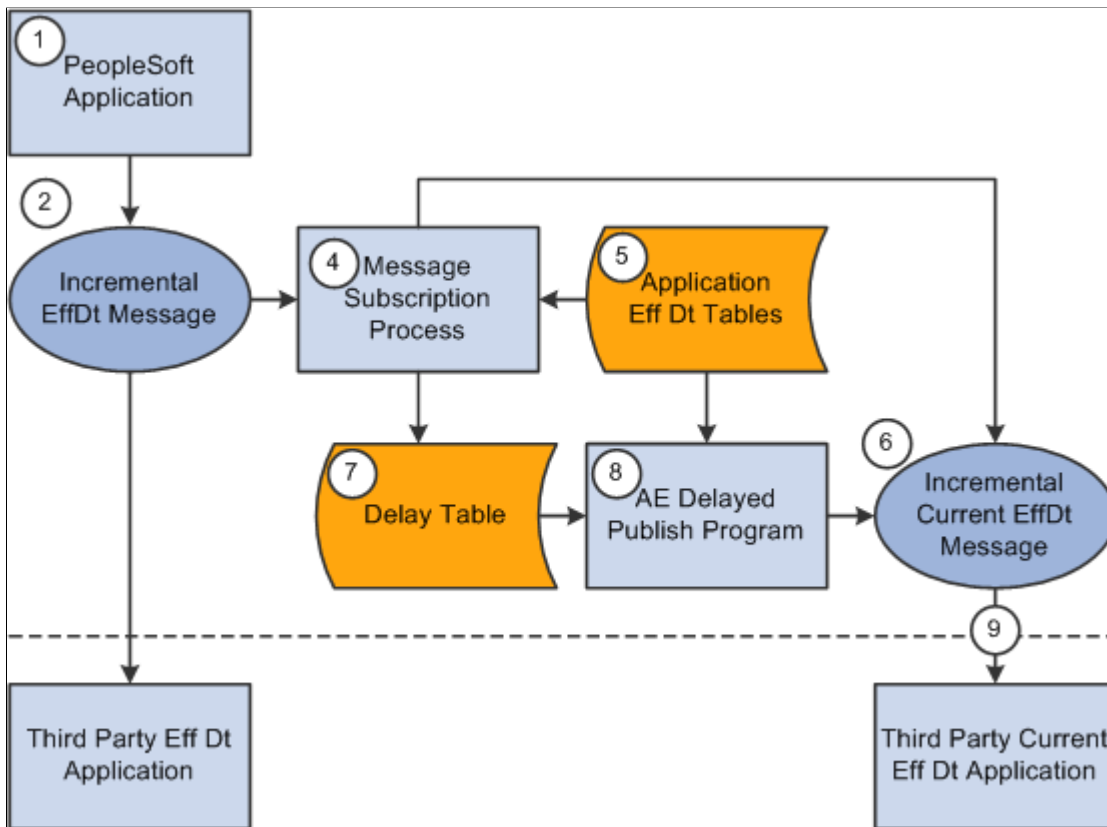 1
PeopleSoft
Application
2
Incremental
EffDt Message
4
Message
Subscription
Process
5
Application
Eff Dt Tables
7
Delay Table
8
AE Delayed
Publish Program
6
Incremental
Current EffDt
Message
9
Third Party Eff Dt
Application
Third Party Current
Eff Dt Application